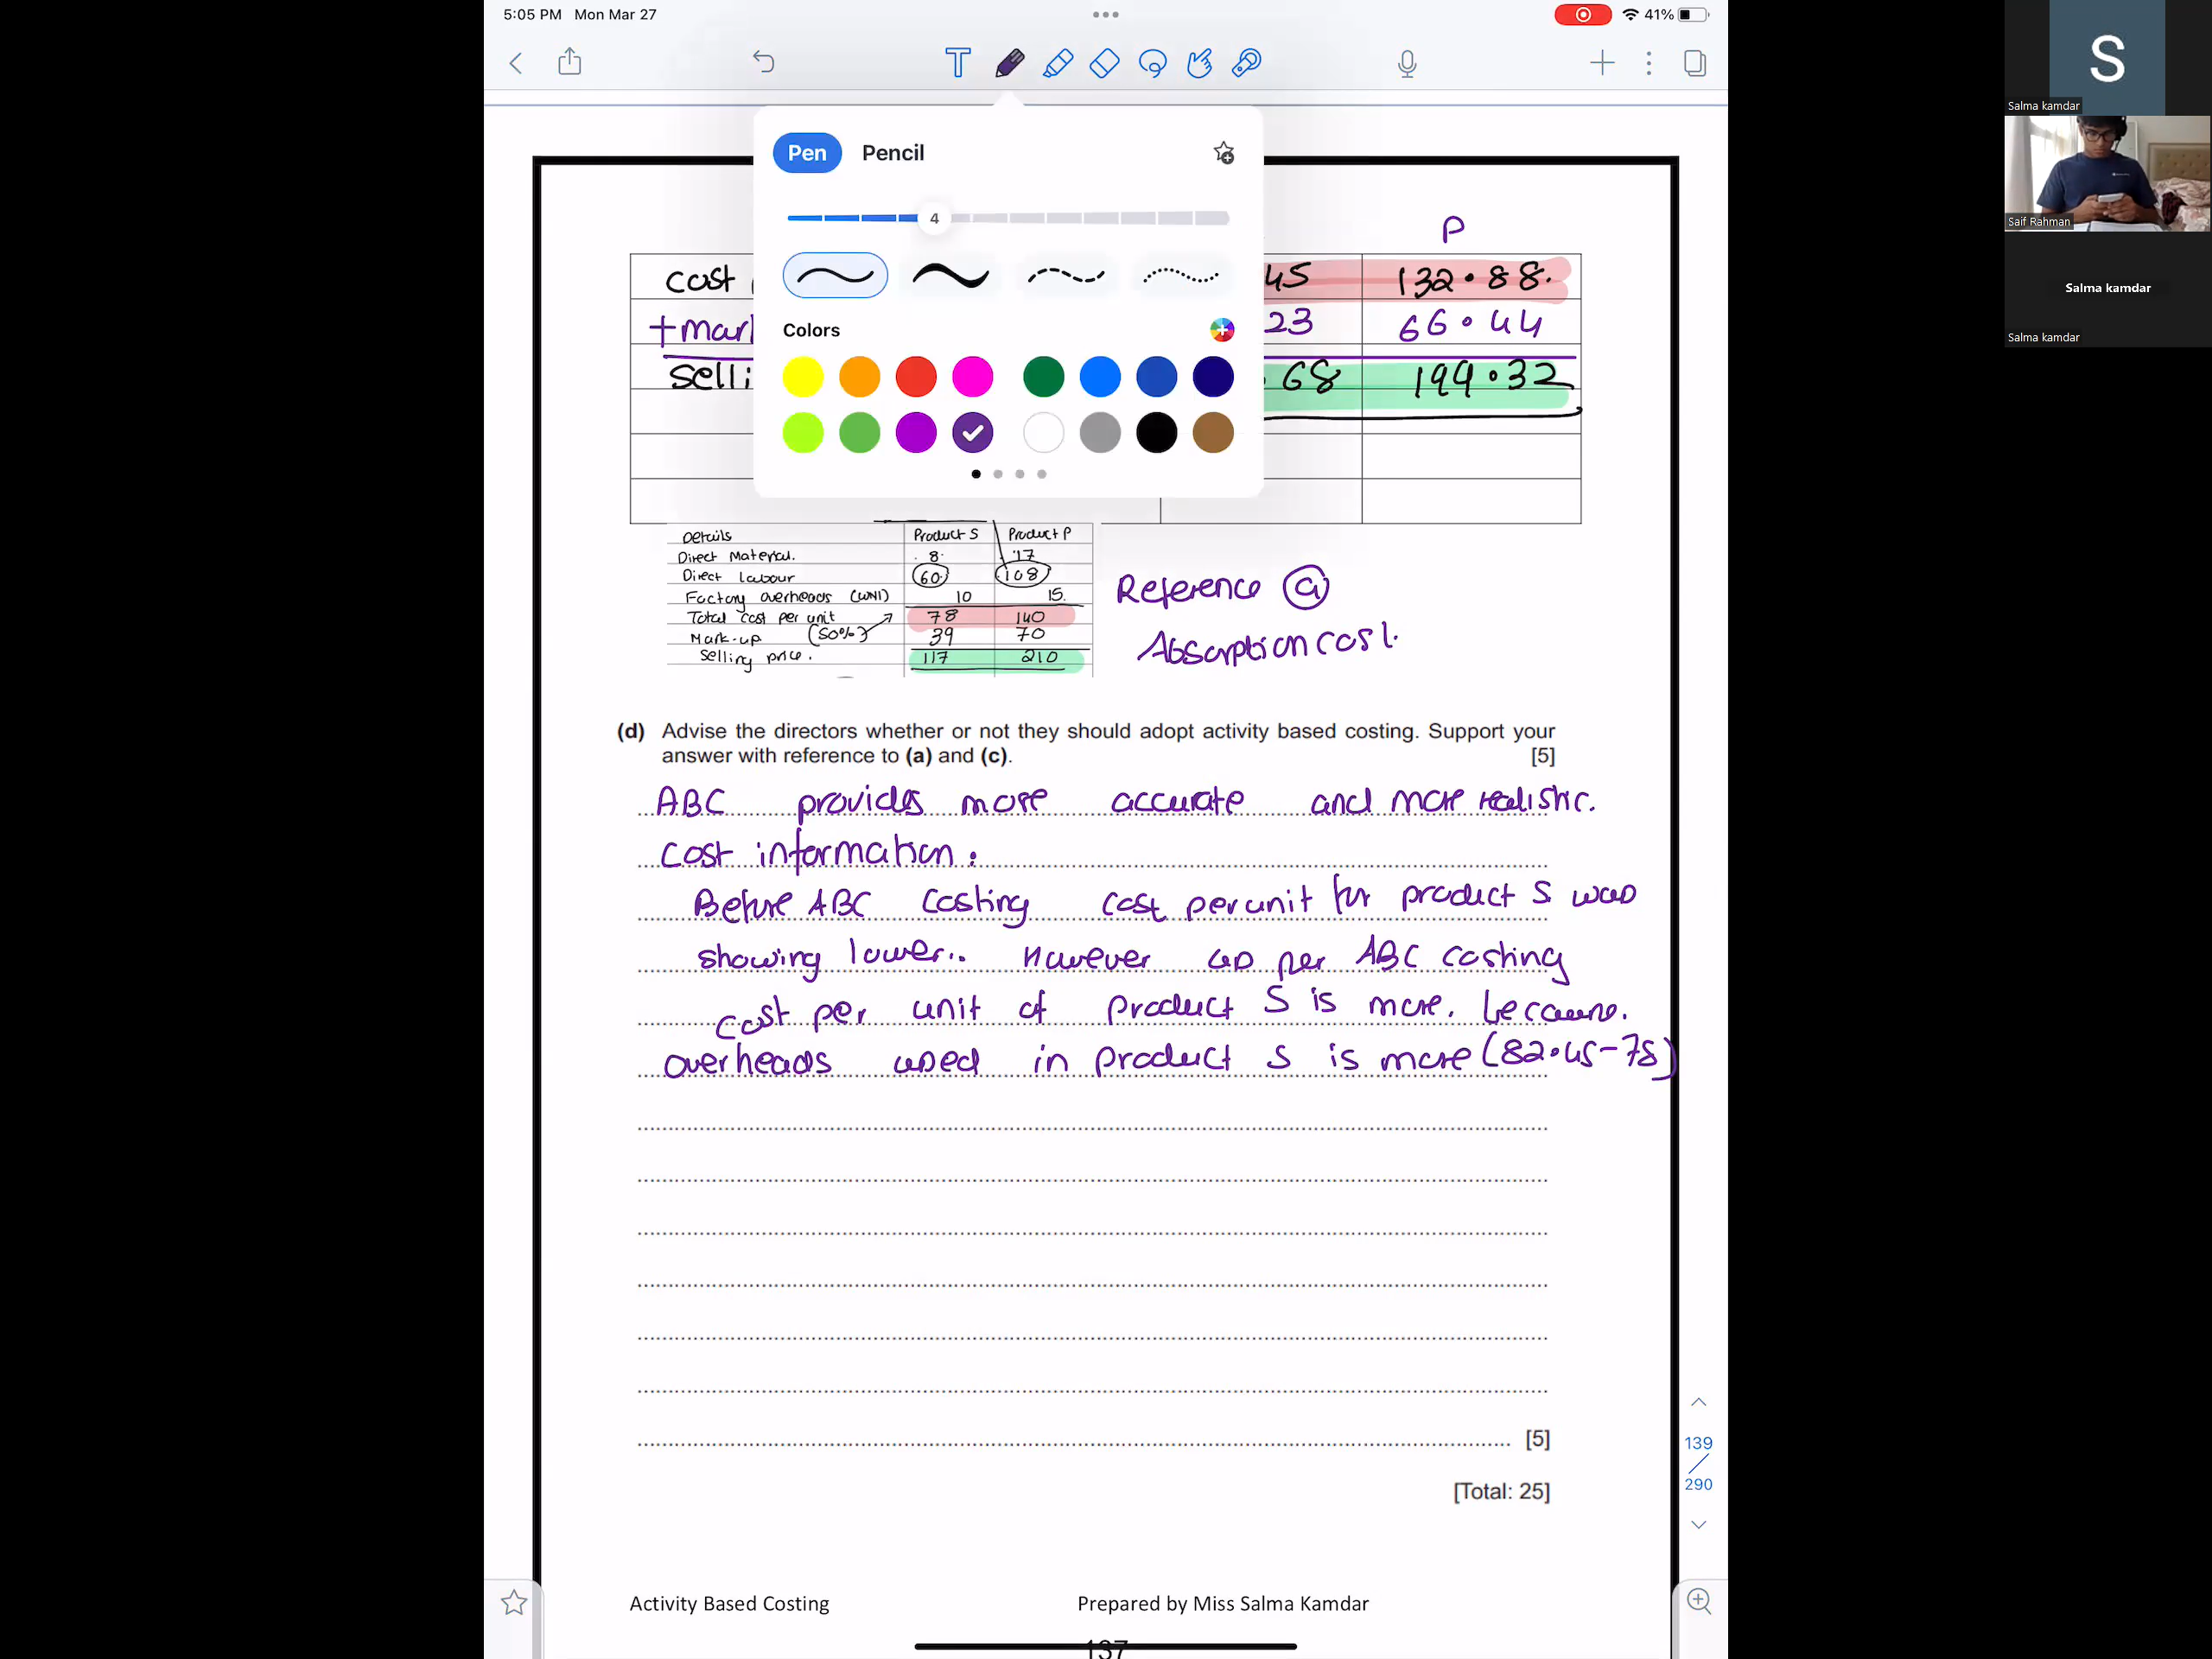 5:05 PM Mon Mar 27
41%
Pen Pencil
4
Colors
P
cost 45 132.88.
+mar 23 66.44
Selli .68 199.32
Details Product S Product P
Direct Material. 8. 17
Direct labour 60. 108
Factory overheads (WN1) 10 15.
Total cost per unit 78 140
Mark-up (50%) 39 70
Selling price. 117 210
Reference a
Absorption cost.
(d) Advise the directors whether or not they should adopt activity based costing. Support your
answer with reference to (a) and (c). [5]
ABC provides more accurate and more realistic.
cost information.
Before ABC costing cost per unit for product S was
showing lower.. However as per ABC costing
cost per unit of product S is more. because.
overheads used in product S is more (82.45-78)
[5]
[Total: 25]
Activity Based Costing Prepared by Miss Salma Kamdar
137
139
290
S
Salma kamdar
Saif Rahman
Salma kamdar
Salma kamdar